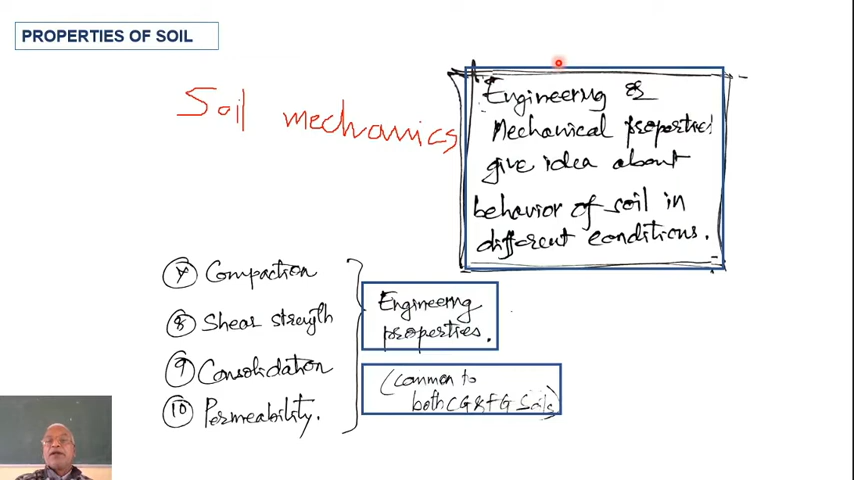 PROPERTIES OF SOIL
Soil mechanics
Engineering &
Mechanical properties
give idea about
behavior of soil in
different conditions.
7 Compaction
8 Shear strength
9 Consolidation
10 Permeability.
Engineering
properties.
(common to
both CG & FG Soils)